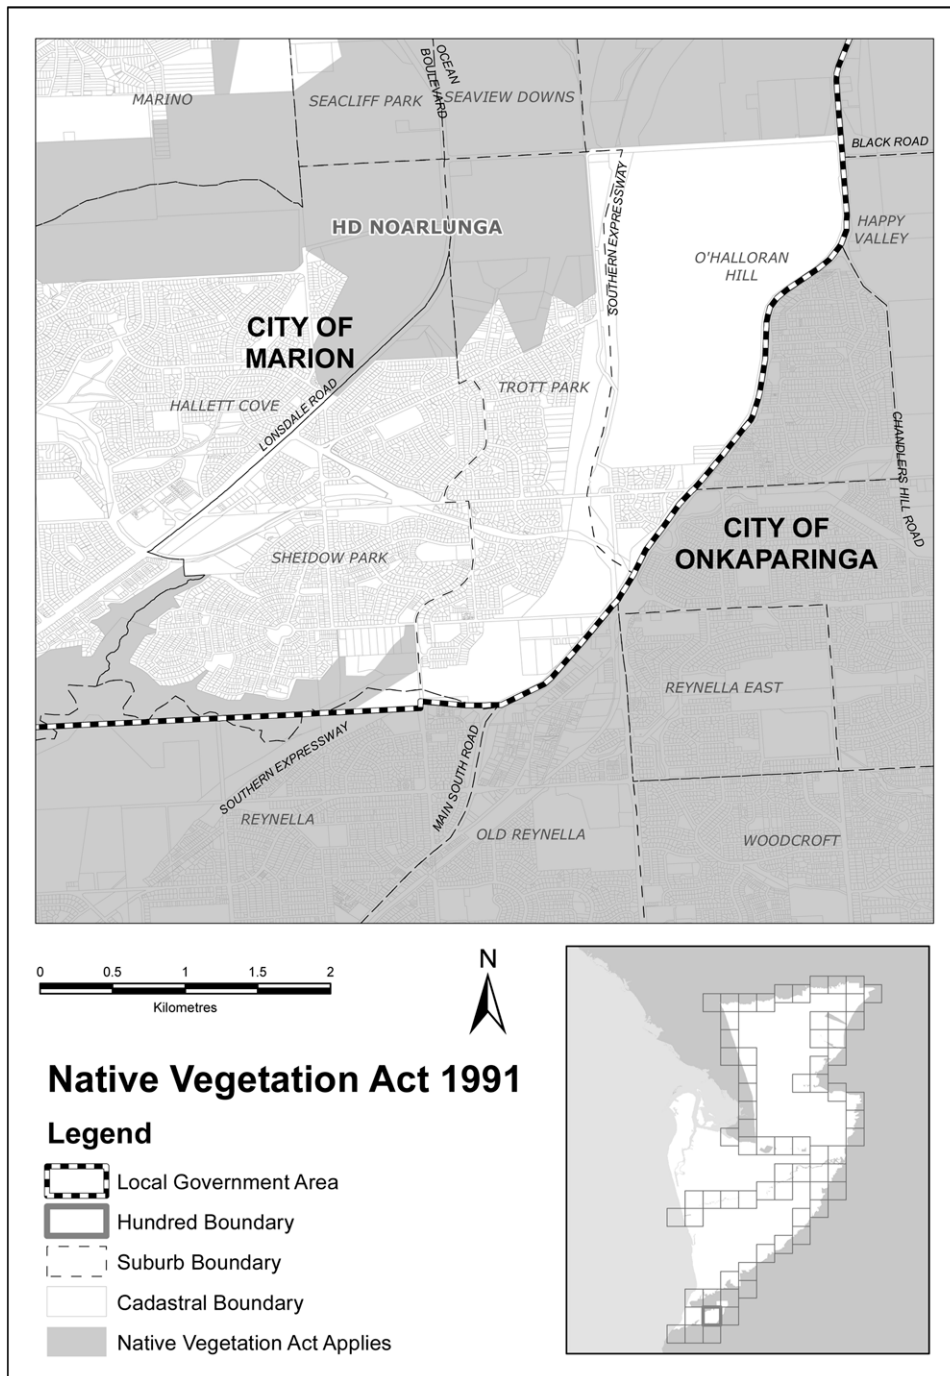 OCEAN
BOULEVARD
MARINO
SEACLIFF PARK
SEAVIEW DOWNS
BLACK ROAD
SOUTHERN EXPRESSWAY
HD NOARLUNGA
HAPPY
VALLEY
O'HALLORAN
HILL
CITY OF
MARION
TROTT PARK
HALLETT COVE
LONSDALE ROAD
CHANDLERS HILL ROAD
CITY OF
ONKAPARINGA
SHEIDOW PARK
REYNELLA EAST
SOUTHERN EXPRESSWAY
MAIN SOUTH ROAD
REYNELLA
OLD REYNELLA
WOODCROFT
0 0.5 1 1.5 2
Kilometres
N
Native Vegetation Act 1991
Legend
Local Government Area
Hundred Boundary
Suburb Boundary
Cadastral Boundary
Native Vegetation Act Applies